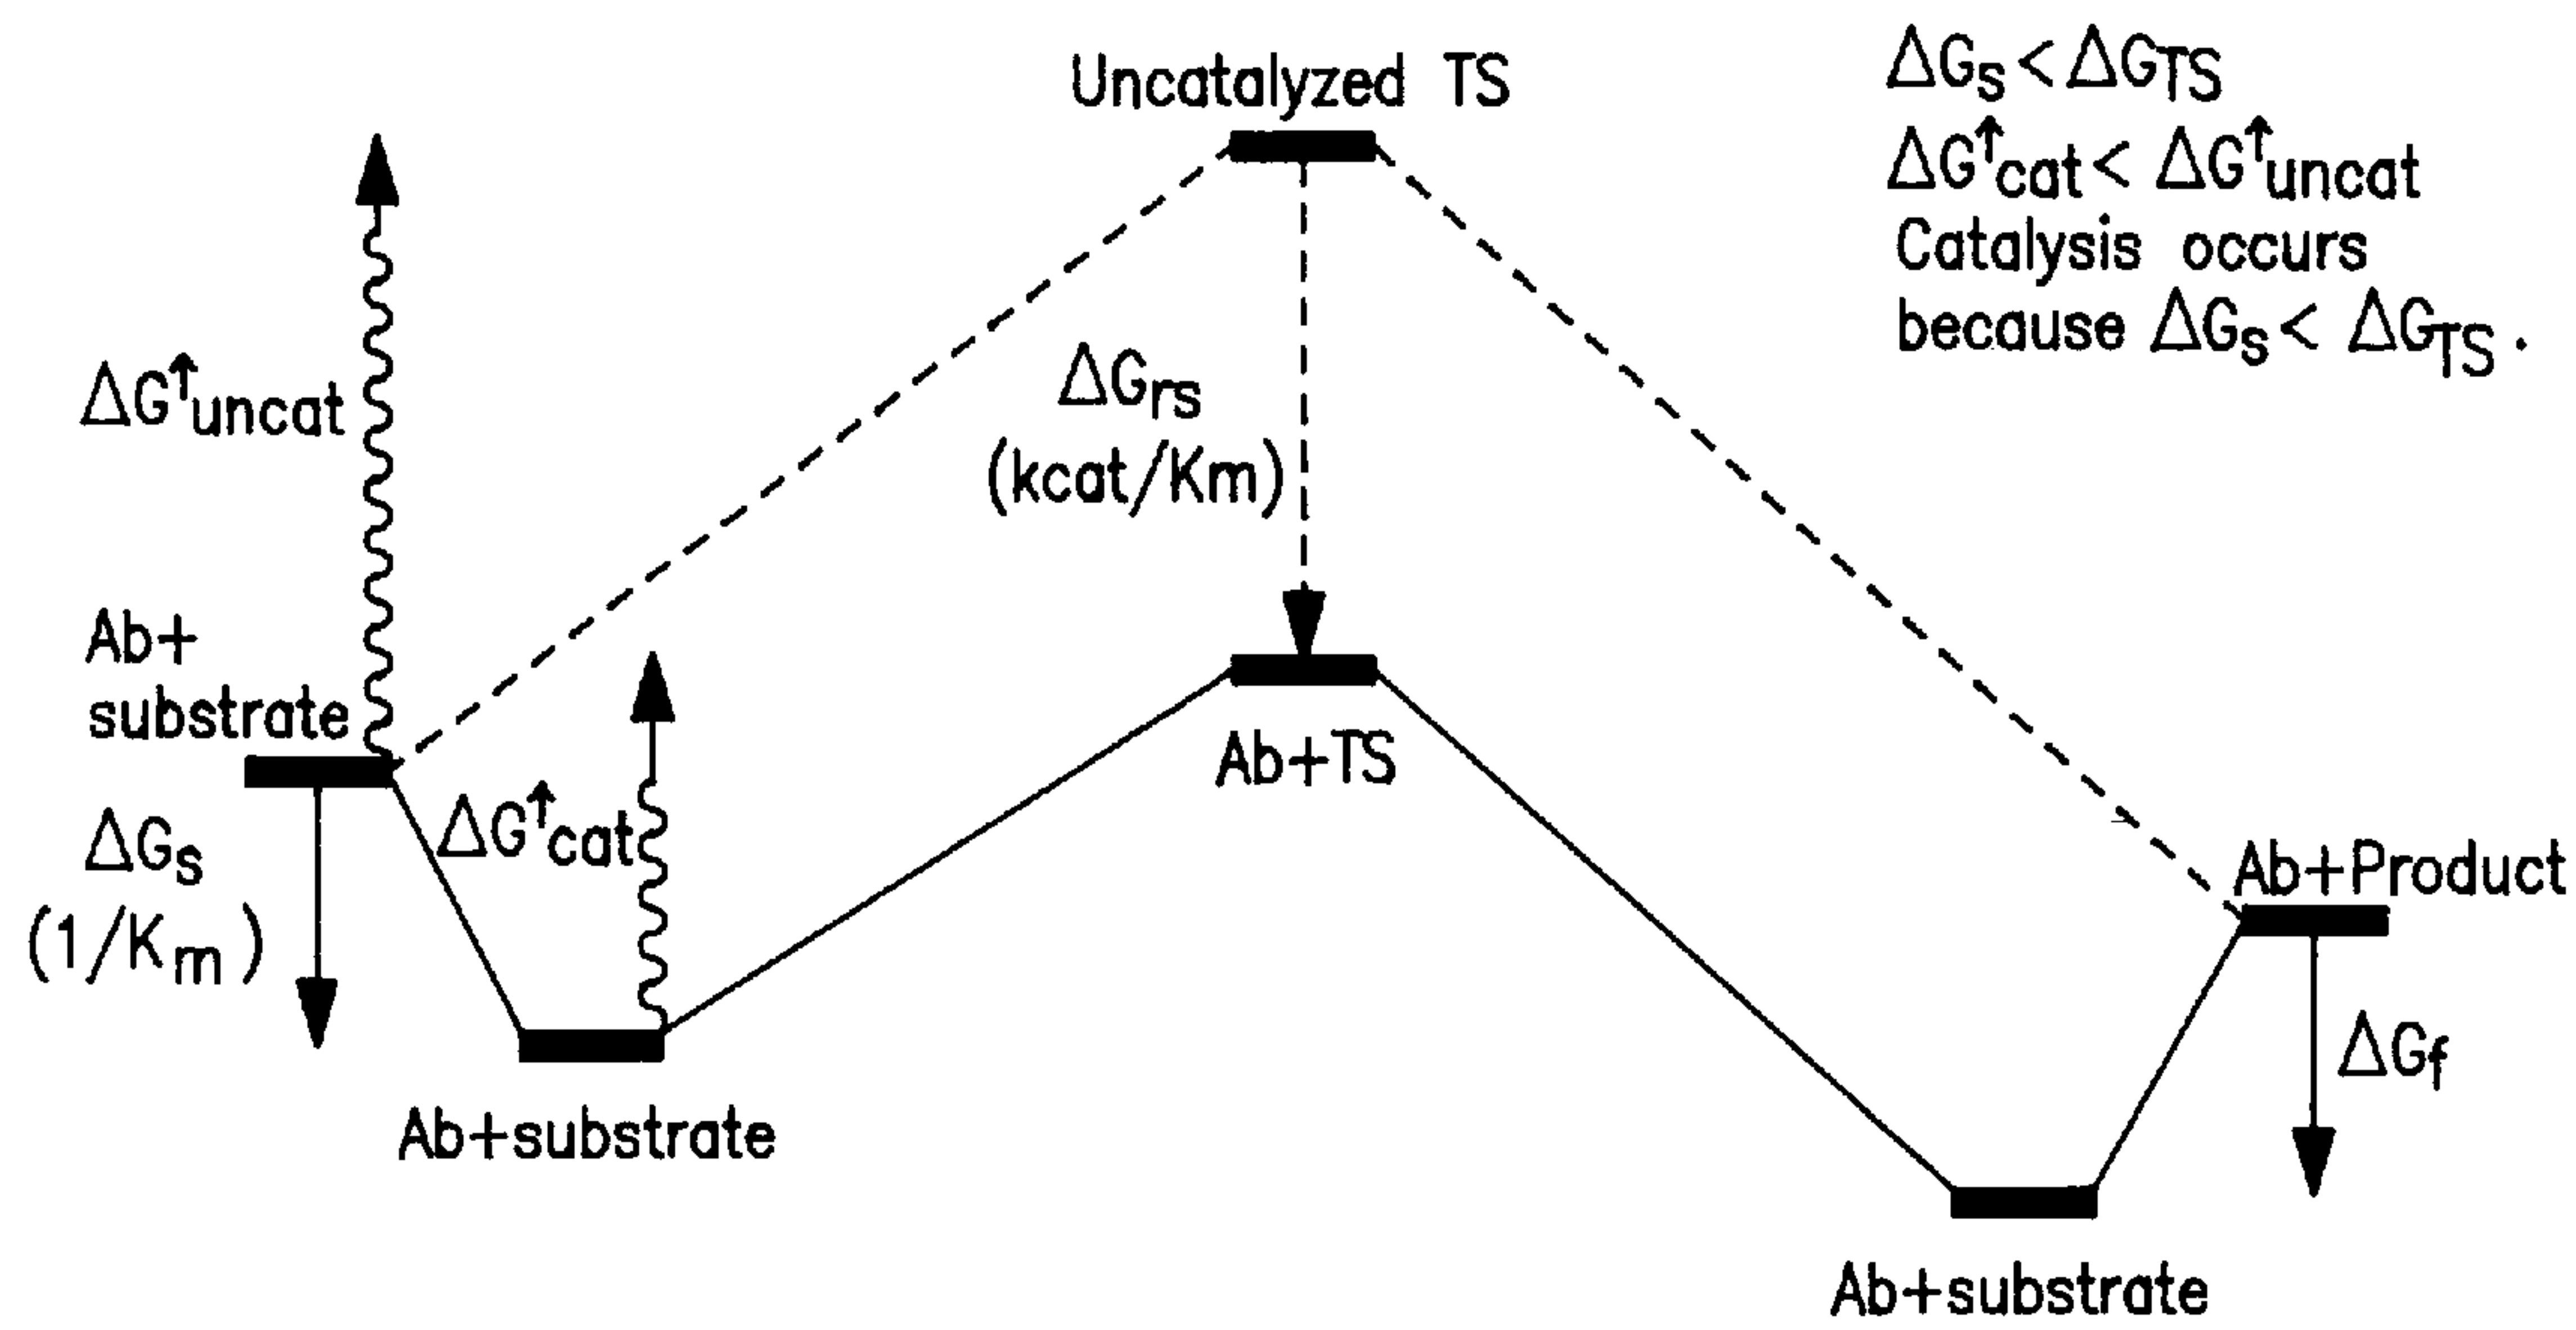 Uncatalyzed TS
ΔGs < ΔGTS
ΔG↑cat < ΔG↑uncat
Catalysis occurs
because ΔGs < ΔGTS .
ΔG↑uncat
ΔGrs
(kcat/Km)
Ab+
substrate
Ab+TS
ΔGs
(1/Km)
ΔG↑cat
Ab+Product
ΔGf
Ab+substrate
Ab+substrate